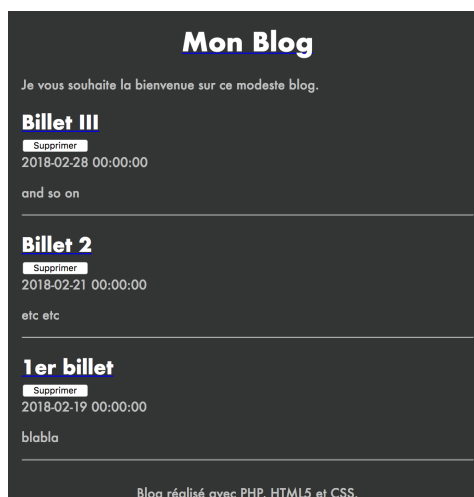 Mon Blog
Je vous souhaite la bienvenue sur ce modeste blog.
Billet III
Supprimer
2018-02-28 00:00:00
and so on
Billet 2
Supprimer
2018-02-21 00:00:00
etc etc
1er billet
Supprimer
2018-02-19 00:00:00
blabla
Blog réalisé avec PHP, HTML5 et CSS.